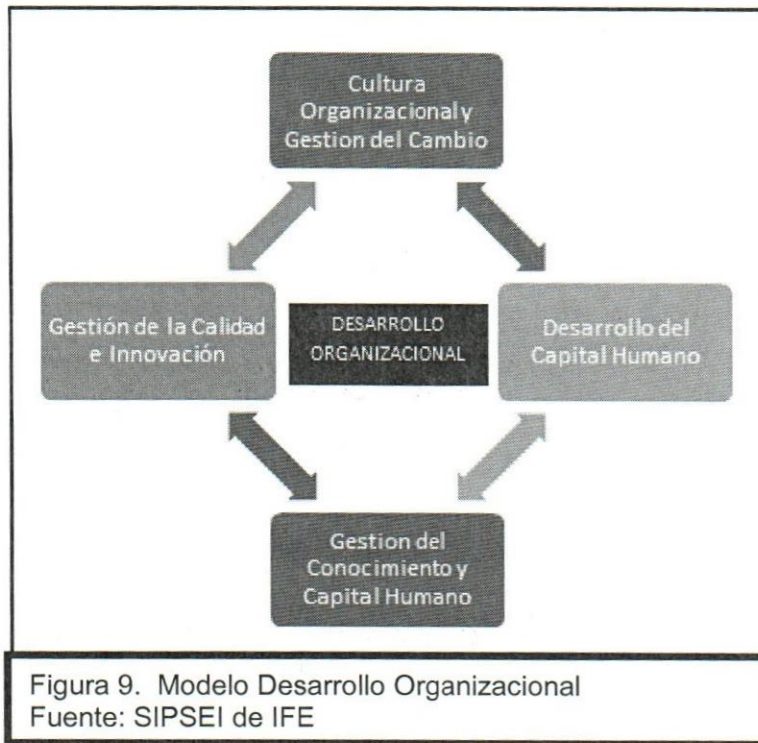 Cultura
Organizacional y
Gestion del Cambio
Gestión de la Calidad
e Innovación
DESARROLLO
ORGANIZACIONAL
Desarrollo del
Capital Humano
Gestion del
Conocimiento y
Capital Humano
Figura 9. Modelo Desarrollo Organizacional
Fuente: SIPSEI de IFE